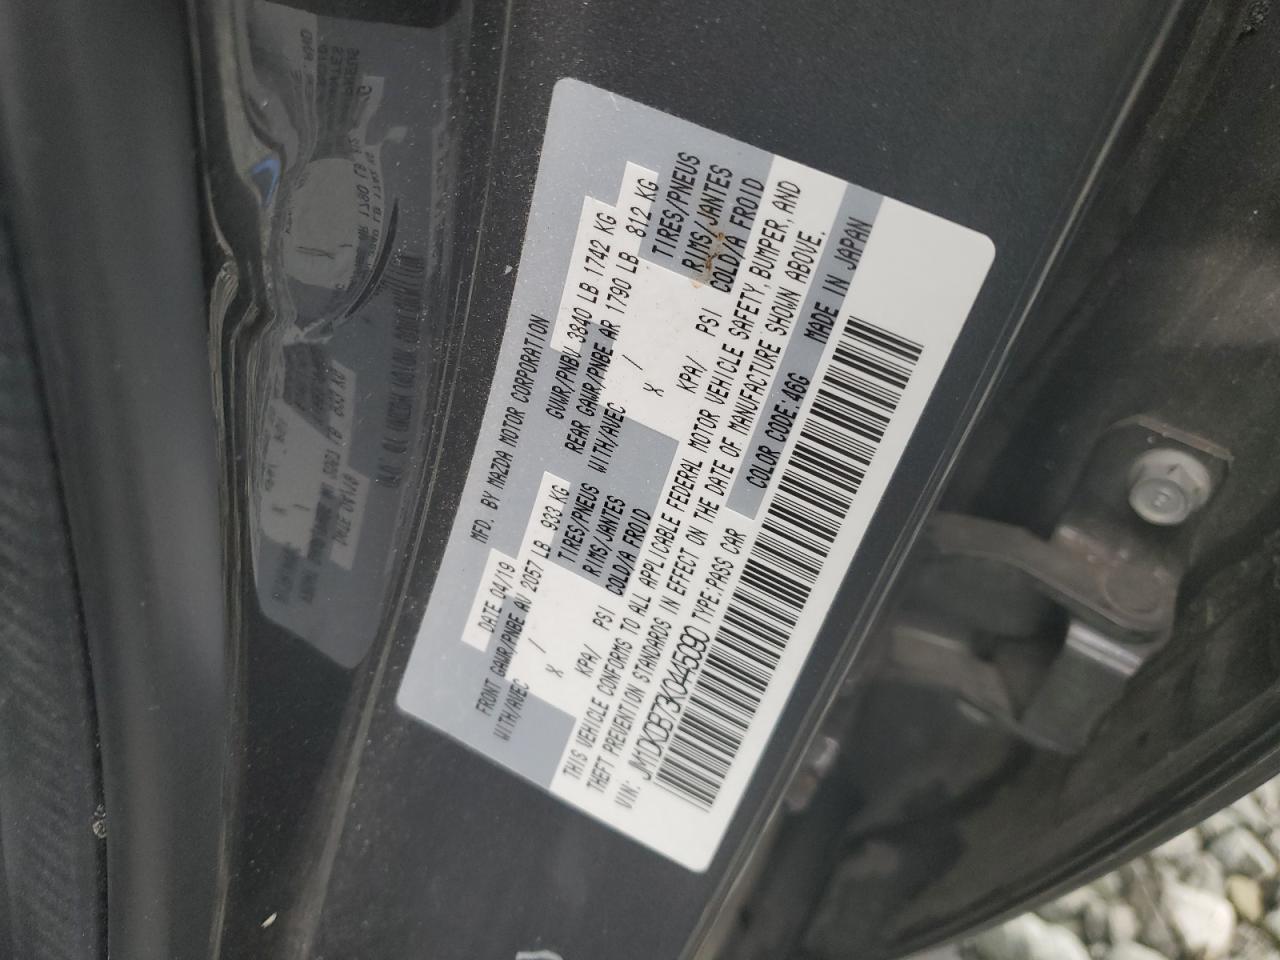 MFD. BY MAZDA MOTOR CORPORATION
DATE 04/19 GVWR/PNBV 3840 LB 1742 KG
FRONT GAWR/PNBE AV 2057 LB 933 KG REAR GAWR/PNBE AR 1790 LB 812 KG
WITH/AVEC / TIRES/PNEUS WITH/AVEC / TIRES/PNEUS
X RIMS/JANTES X RIMS/JANTES
KPA/ PSI COLD/A FROID KPA/ PSI COLD/A FROID
THIS VEHICLE CONFORMS TO ALL APPLICABLE FEDERAL MOTOR VEHICLE SAFETY, BUMPER, AND
THEFT PREVENTION STANDARDS IN EFFECT ON THE DATE OF MANUFACTURE SHOWN ABOVE.
VIN: JM1DKDB73K0445090 TYPE:PASS CAR COLOR CODE:46G MADE IN JAPAN